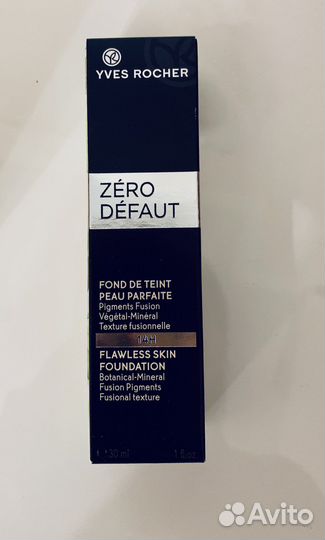 YVES ROCHER
ZÉRO
DÉFAUT
FOND DE TEINT
PEAU PARFAITE
Pigments Fusion
Végétal-Minéral
Texture fusionnelle
14H
FLAWLESS SKIN
FOUNDATION
Botanical-Mineral
Fusion Pigments
Fusional texture
30 ml 1 fl.oz.
Avito